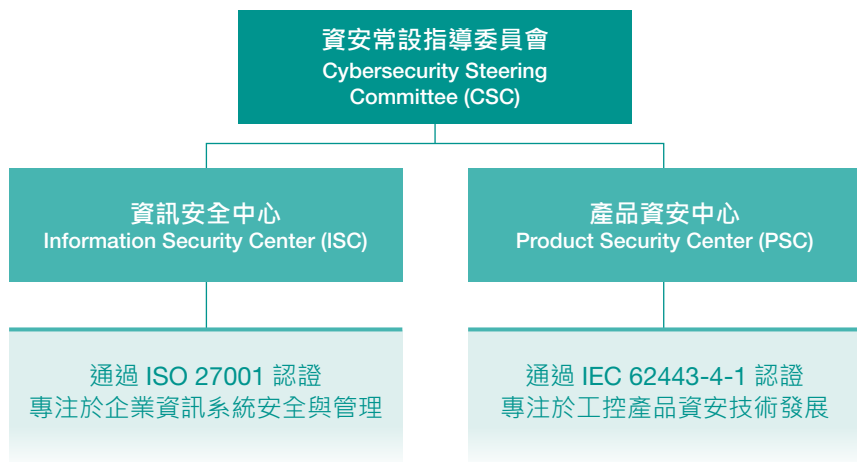 資安常設指導委員會
Cybersecurity Steering
Committee (CSC)
資訊安全中心
Information Security Center (ISC)
產品資安中心
Product Security Center (PSC)
通過 ISO 27001 認證
專注於企業資訊系統安全與管理
通過 IEC 62443-4-1 認證
專注於工控產品資安技術發展